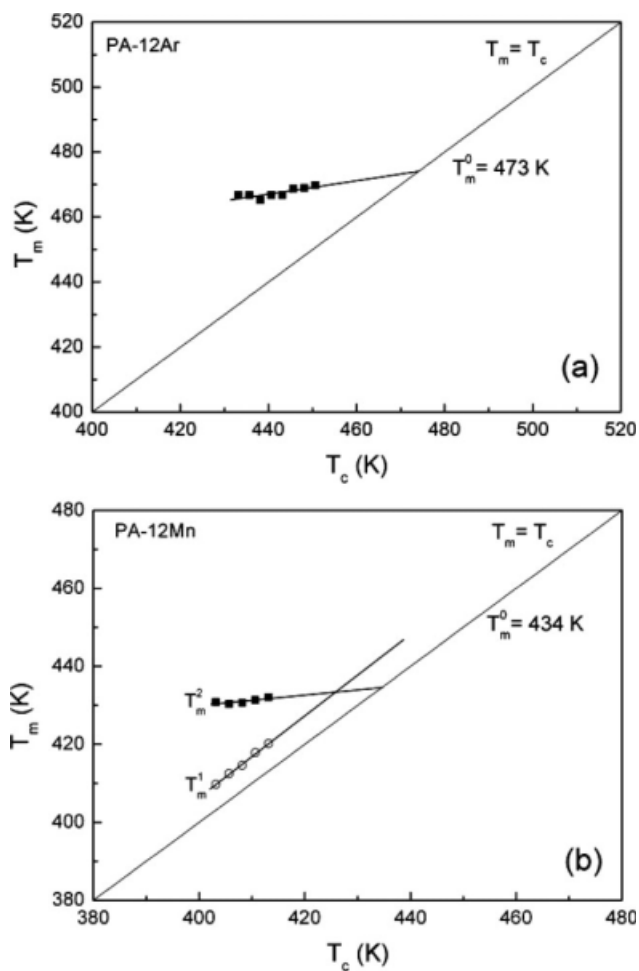 520
PA-12Ar
T_m = T_c
500
480
T_m^0 = 473 K
460
T_m (K)
440
420
(a)
400
400 420 440 460 480 500 520
T_c (K)
480
PA-12Mn
T_m = T_c
460
T_m^0 = 434 K
440
T_m^2
T_m (K)
420
T_m^1
400
(b)
380
380 400 420 440 460 480
T_c (K)